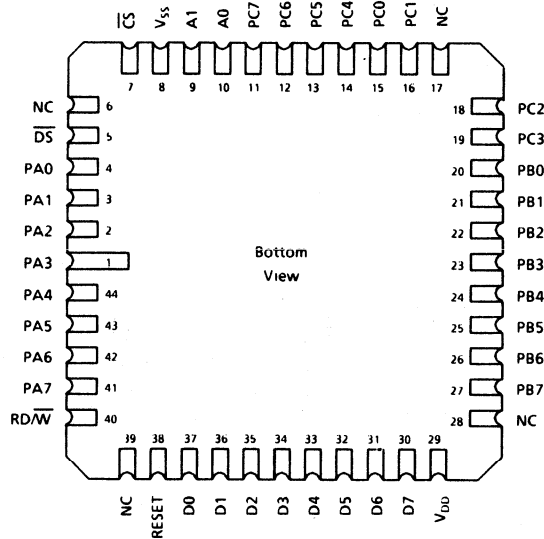 C̅S̅ VSS A1 A0 PC7 PC6 PC5 PC4 PC0 PC1 NC
7 8 9 10 11 12 13 14 15 16 17
NC 6 18 PC2
D̅S̅ 5 19 PC3
PA0 4 20 PB0
PA1 3 21 PB1
PA2 2 22 PB2
PA3 1 23 PB3
Bottom
View
PA4 44 24 PB4
PA5 43 25 PB5
PA6 42 26 PB6
PA7 41 27 PB7
RD/W̅ 40 28 NC
39 38 37 36 35 34 33 32 31 30 29
NC RESET D0 D1 D2 D3 D4 D5 D6 D7 VDD